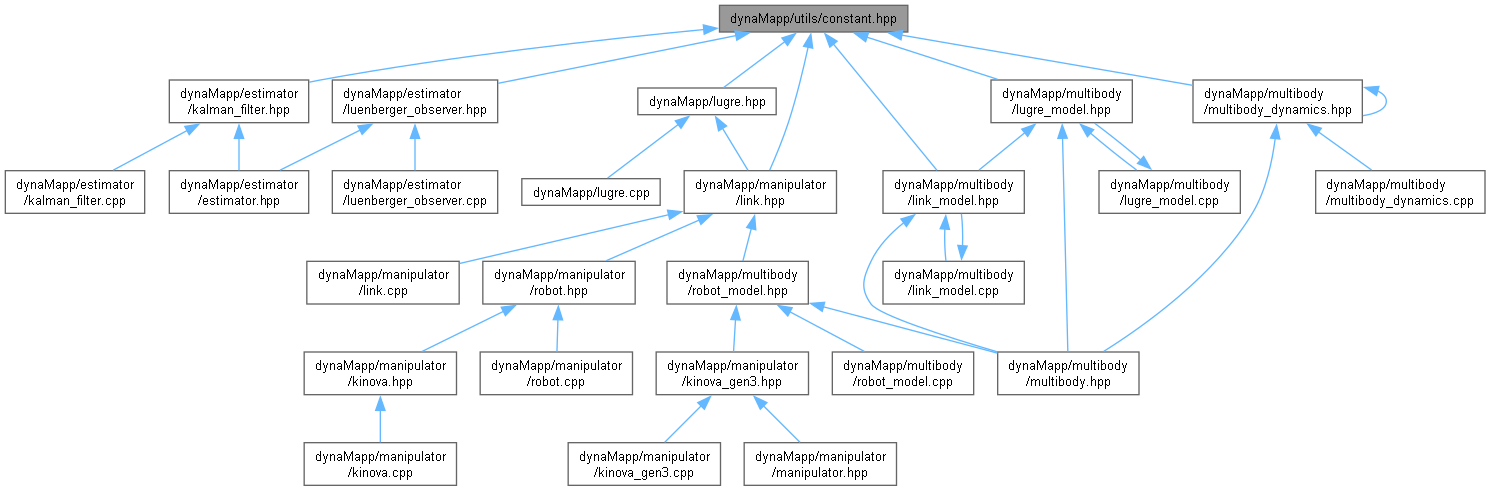 dynaMapp/utils/constant.hpp
dynaMapp/estimator
/kalman_filter.hpp
dynaMapp/estimator
/luenberger_observer.hpp
dynaMapp/lugre.hpp
dynaMapp/multibody
/lugre_model.hpp
dynaMapp/multibody
/multibody_dynamics.hpp
dynaMapp/estimator
/kalman_filter.cpp
dynaMapp/estimator
/estimator.hpp
dynaMapp/estimator
/luenberger_observer.cpp
dynaMapp/lugre.cpp
dynaMapp/manipulator
/link.hpp
dynaMapp/multibody
/link_model.hpp
dynaMapp/multibody
/lugre_model.cpp
dynaMapp/multibody
/multibody_dynamics.cpp
dynaMapp/manipulator
/link.cpp
dynaMapp/manipulator
/robot.hpp
dynaMapp/multibody
/robot_model.hpp
dynaMapp/multibody
/link_model.cpp
dynaMapp/manipulator
/kinova.hpp
dynaMapp/manipulator
/robot.cpp
dynaMapp/manipulator
/kinova_gen3.hpp
dynaMapp/multibody
/robot_model.cpp
dynaMapp/multibody
/multibody.hpp
dynaMapp/manipulator
/kinova.cpp
dynaMapp/manipulator
/kinova_gen3.cpp
dynaMapp/manipulator
/manipulator.hpp